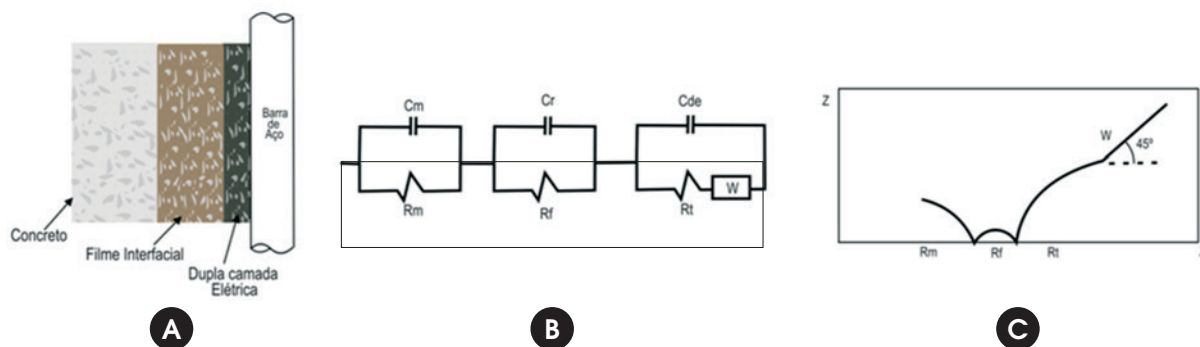 Concreto
Filme Interfacial
Dupla camada
Elétrica
Barra
de
Aço
A
Cm
Cr
Cde
Rm
Rf
Rt
W
B
Z
W
45º
Rm
Rf
Rt
C